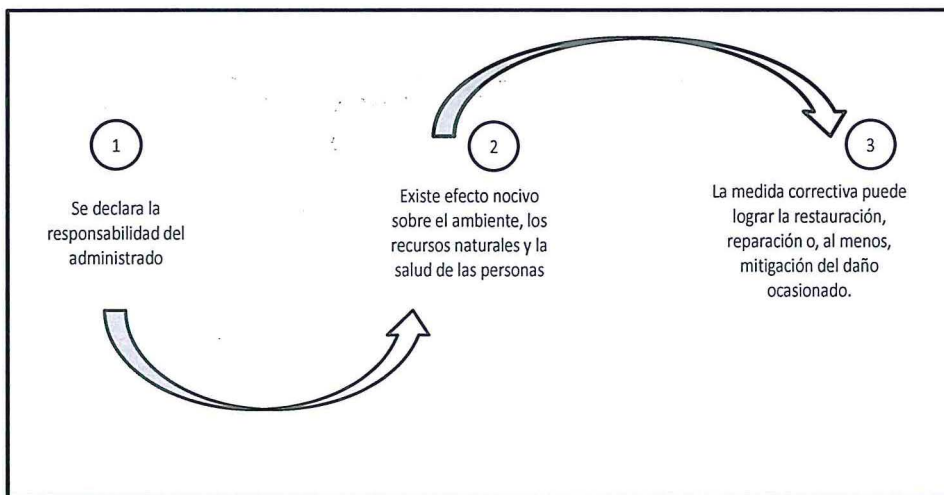 1
Se declara la
responsabilidad del
administrado
2
Existe efecto nocivo
sobre el ambiente, los
recursos naturales y la
salud de las personas
3
La medida correctiva puede
lograr la restauración,
reparación o, al menos,
mitigación del daño
ocasionado.